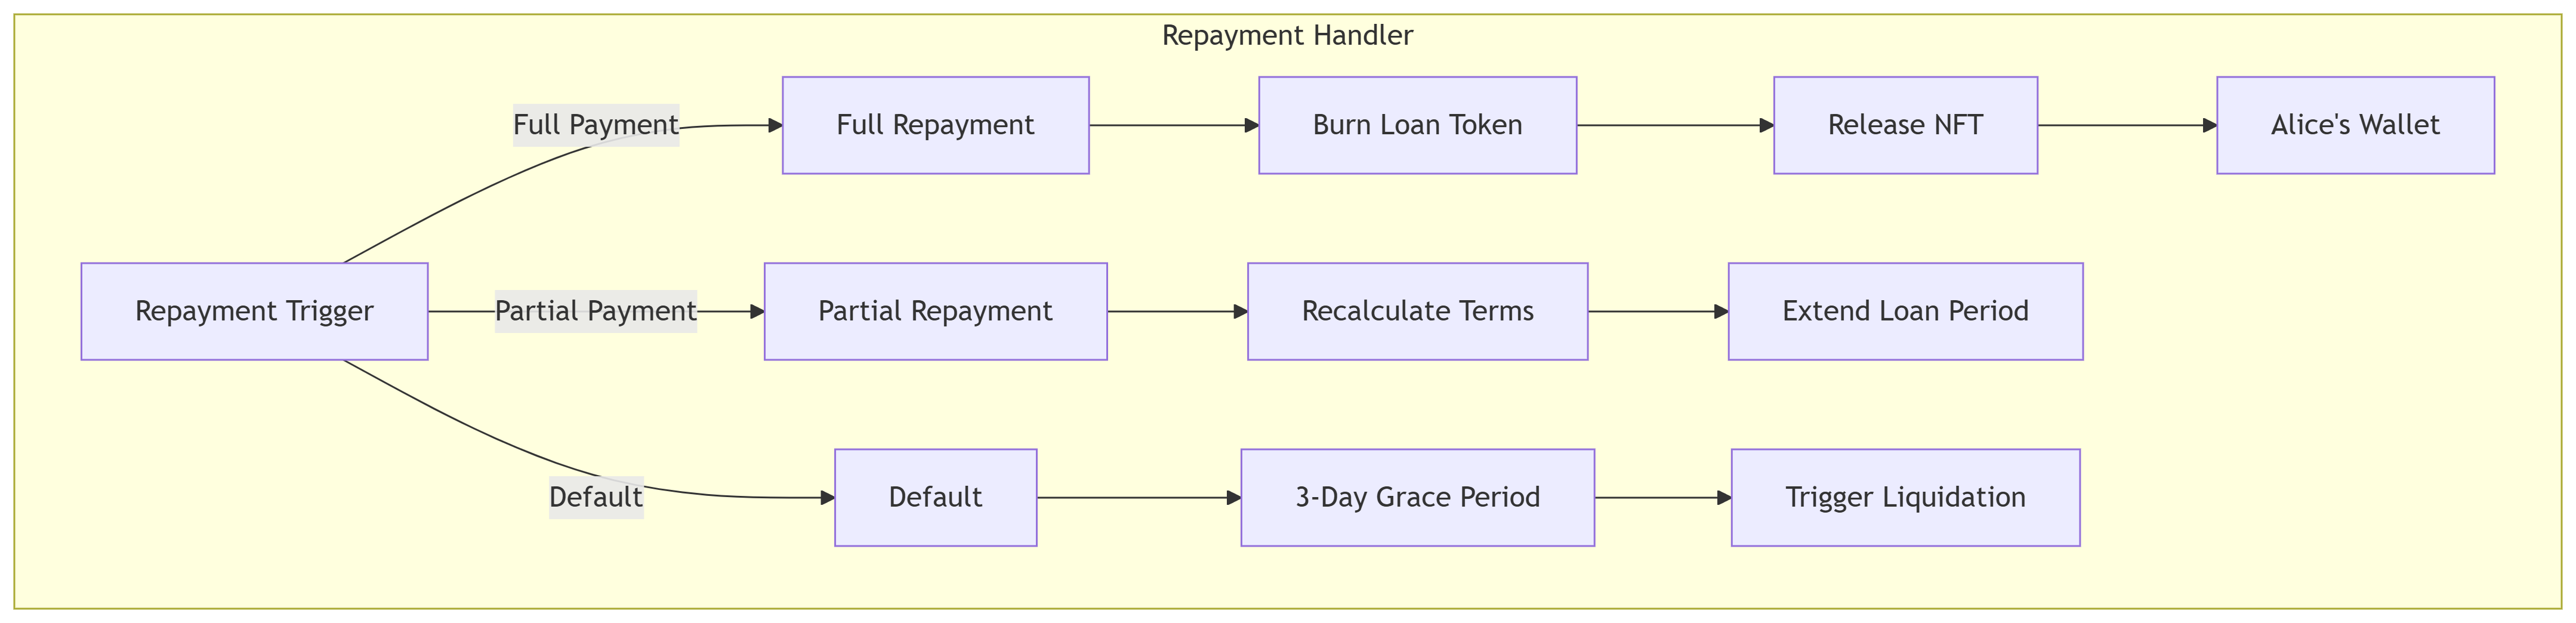 Repayment Handler
Full Payment
Full Repayment
Burn Loan Token
Release NFT
Alice's Wallet
Repayment Trigger
Partial Payment
Partial Repayment
Recalculate Terms
Extend Loan Period
Default
Default
3-Day Grace Period
Trigger Liquidation